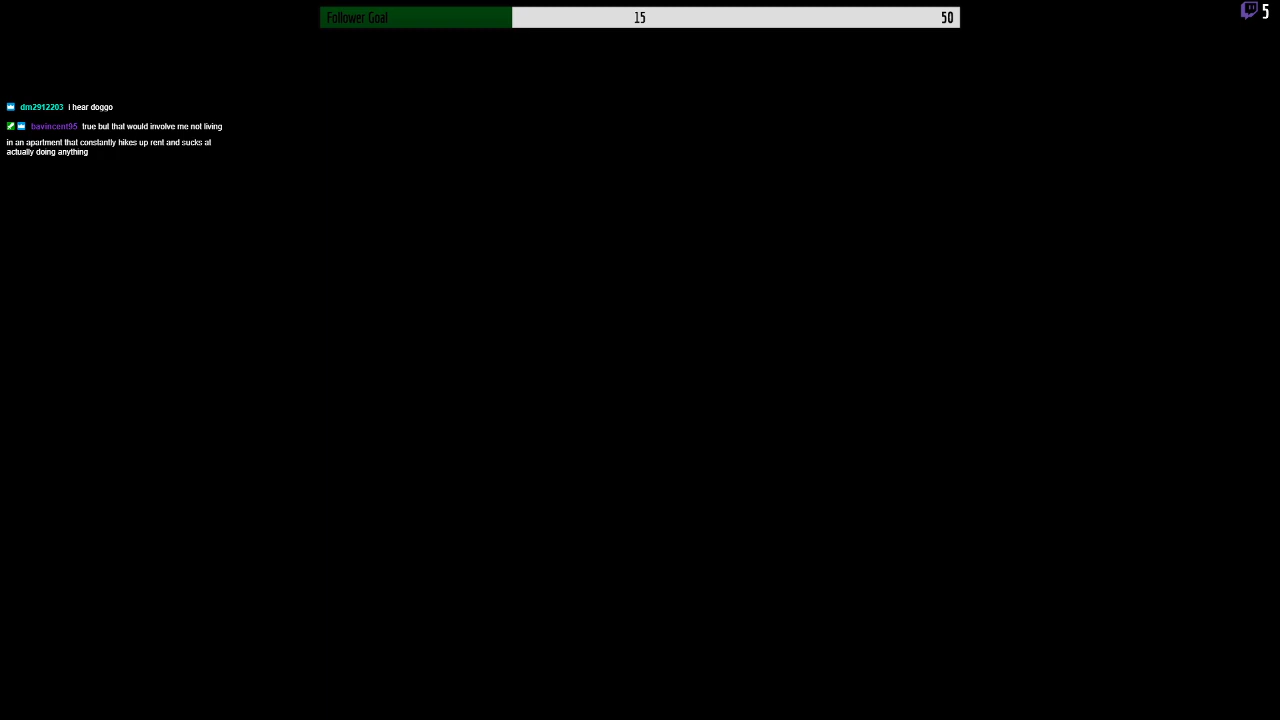 Follower Goal 15 50
5
dm2912203 i hear doggo
bavincent95 true but that would involve me not living
in an apartment that constantly hikes up rent and sucks at
actually doing anything